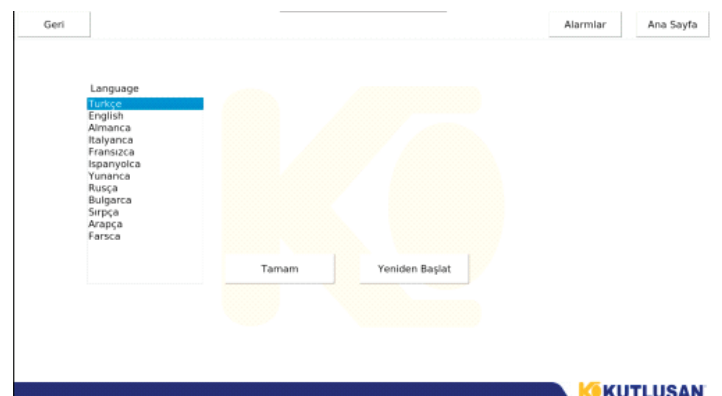 Geri
Alarmlar
Ana Sayfa
Language
Turkçe
English
Almanca
Italyanca
Fransızca
Ispanyolca
Yunanca
Rusça
Bulgarca
Sırpça
Arapça
Farsca
Tamam
Yeniden Başlat
KUTLUSAN